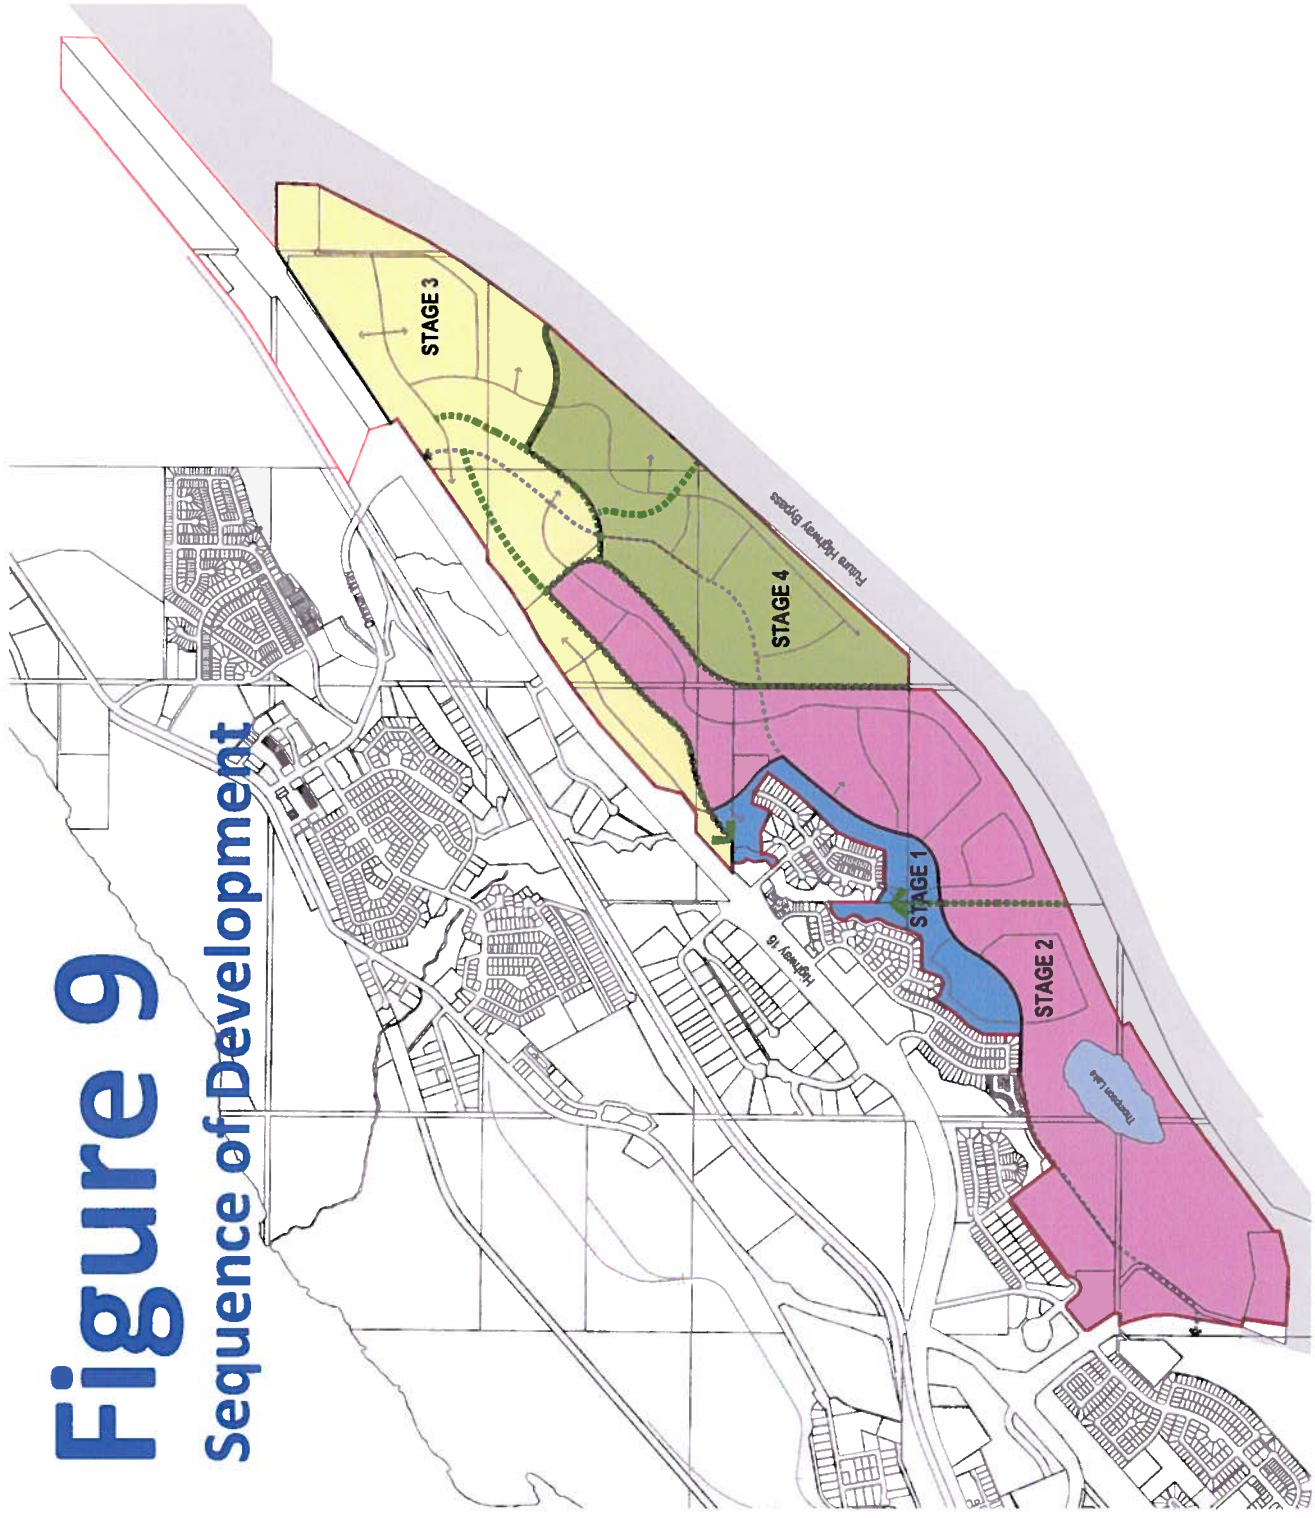 Figure 9
Sequence of Development
STAGE 3
STAGE 4
Future Highway Bypass
STAGE 1
STAGE 2
Highway 16
Thompson Lake